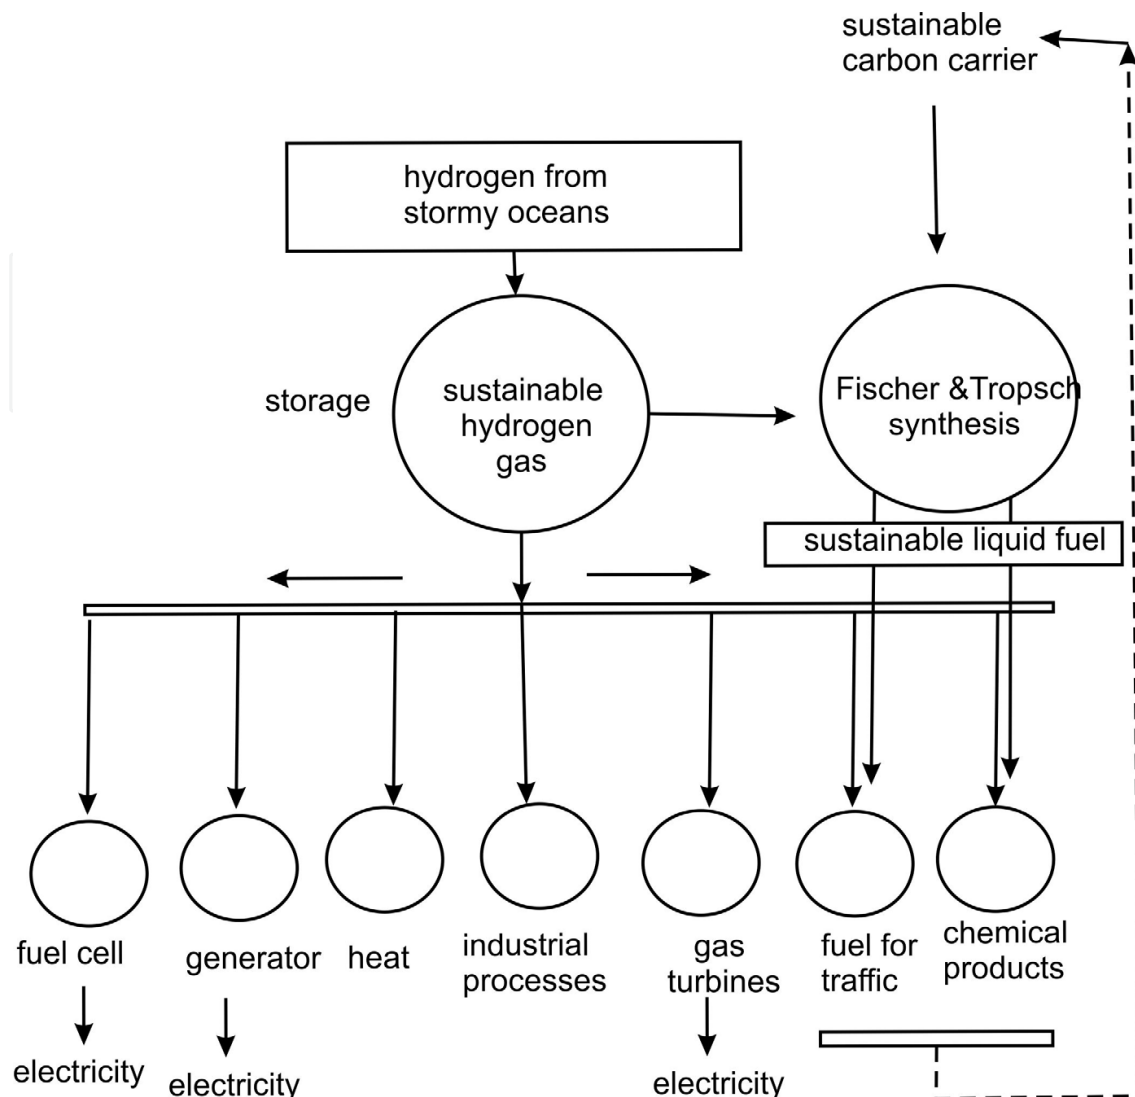 sustainable
carbon carrier
hydrogen from
stormy oceans
storage
sustainable
hydrogen
gas
Fischer &Tropsch
synthesis
sustainable liquid fuel
fuel cell
generator
heat
industrial
processes
gas
turbines
fuel for
traffic
chemical
products
electricity
electricity
electricity